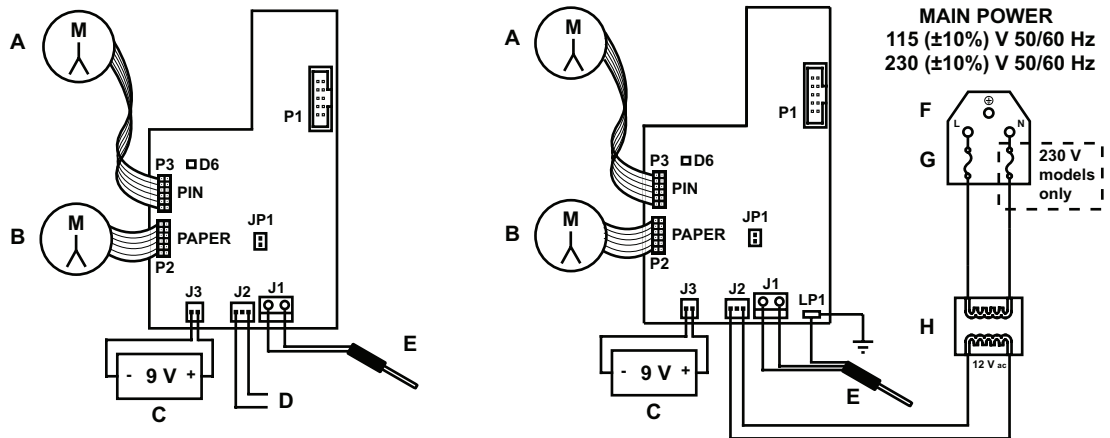 A
M
P1
P3
D6
PIN
B
M
JP1
PAPER
P2
J3
J2
J1
- 9 V +
C
D
E
A
M
P1
P3
D6
PIN
B
M
JP1
PAPER
P2
J3
J2
J1
LP1
- 9 V +
C
E
MAIN POWER
115 (±10%) V 50/60 Hz
230 (±10%) V 50/60 Hz
F
L
N
G
230 V
models
only
H
12 V ac